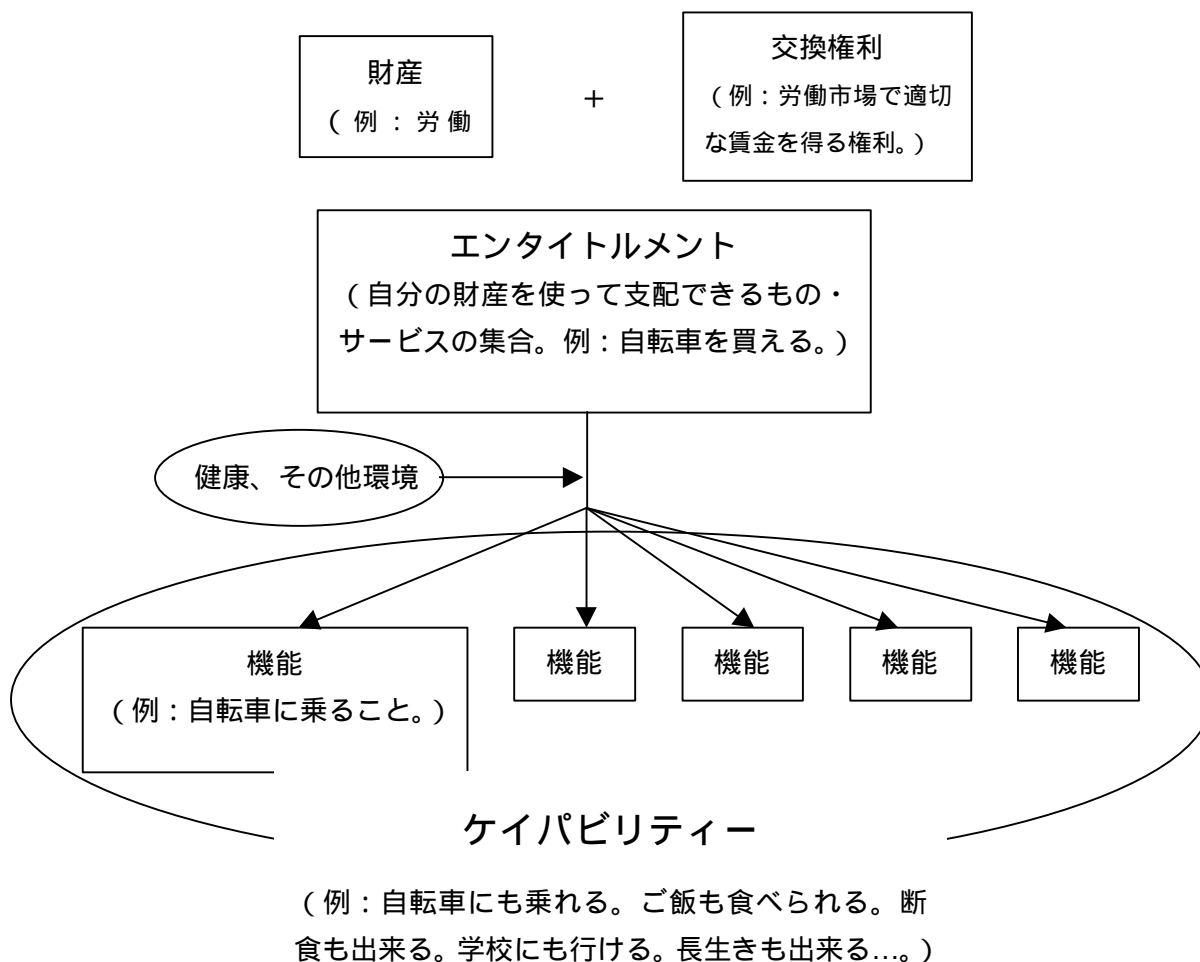 財産
（例：労働
＋
交換権利
（例：労働市場で適切
な賃金を得る権利。）
エンタイトルメント
（自分の財産を使って支配できるもの・
サービスの集合。例：自転車を買える。）
健康、その他環境
機能
（例：自転車に乗ること。）
機能
機能
機能
機能
ケイパビリティー
（例：自転車にも乗れる。ご飯も食べられる。断
食も出来る。学校にも行ける。長生きも出来る…。）